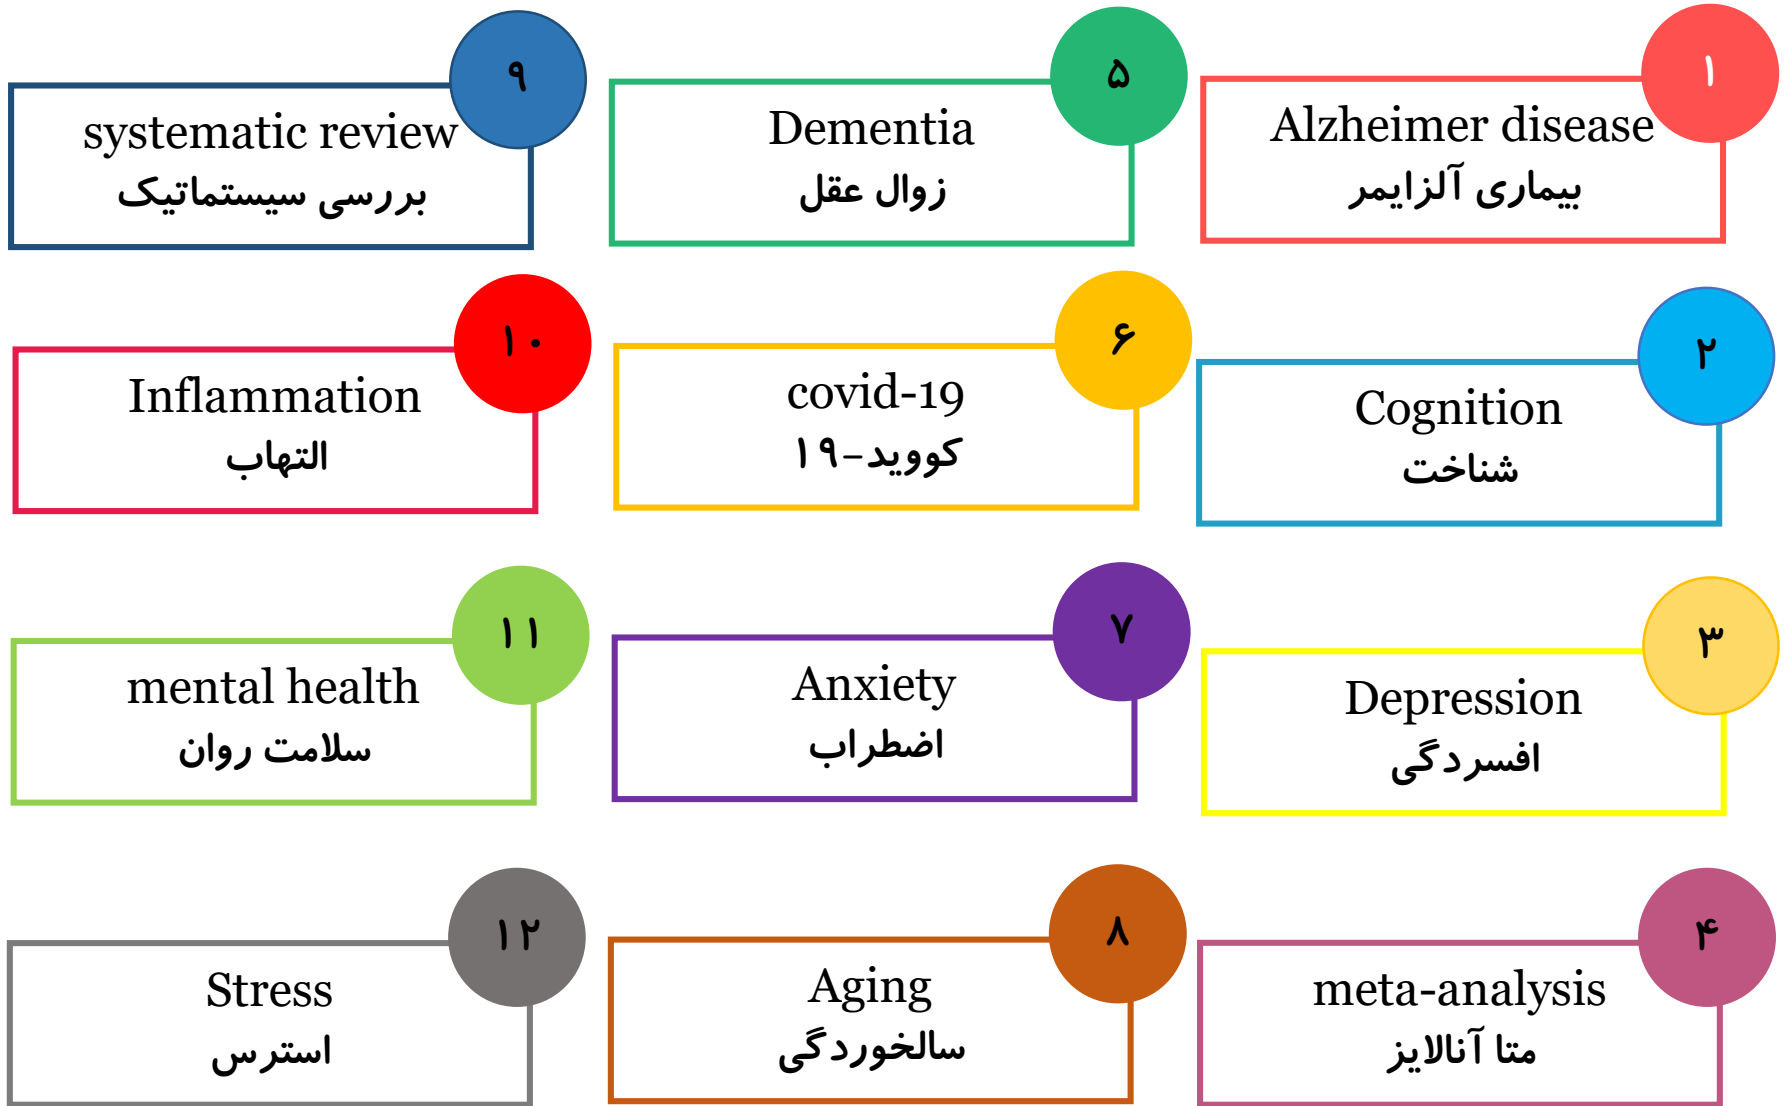 ۱
Alzheimer disease
بیماری آلزایمر
۲
Cognition
شناخت
۳
Depression
افسردگی
۴
meta-analysis
متا آنالایز
۵
Dementia
زوال عقل
۶
covid-19
کووید-۱۹
۷
Anxiety
اضطراب
۸
Aging
سالخوردگی
۹
systematic review
بررسی سیستماتیک
۱۰
Inflammation
التهاب
۱۱
mental health
سلامت روان
۱۲
Stress
استرس